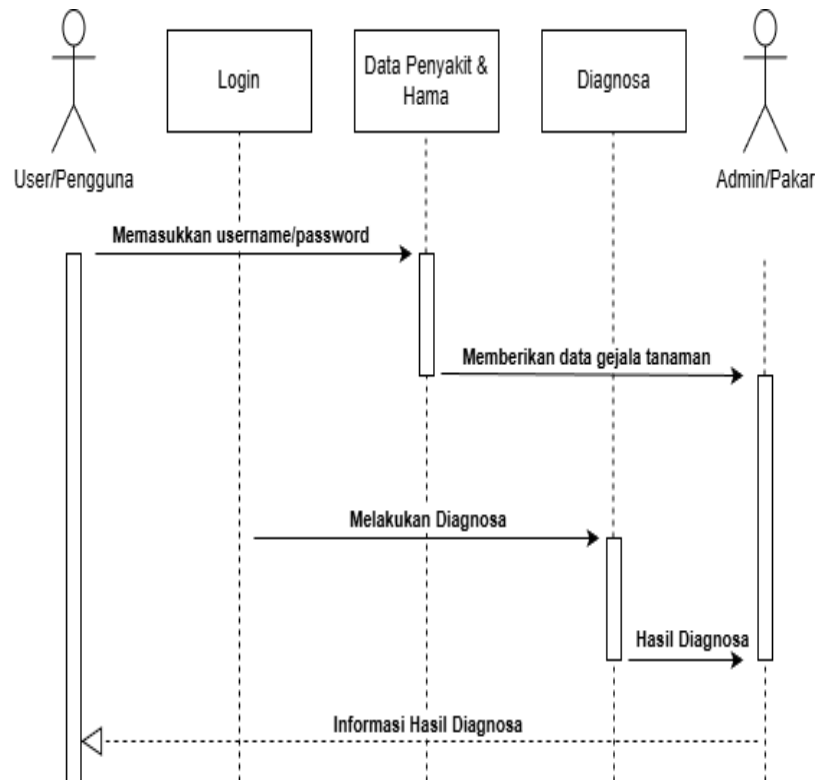 Login
Data Penyakit &
Hama
Diagnosa
User/Pengguna
Admin/Pakar
Memasukkan username/password
Memberikan data gejala tanaman
Melakukan Diagnosa
Hasil Diagnosa
Informasi Hasil Diagnosa